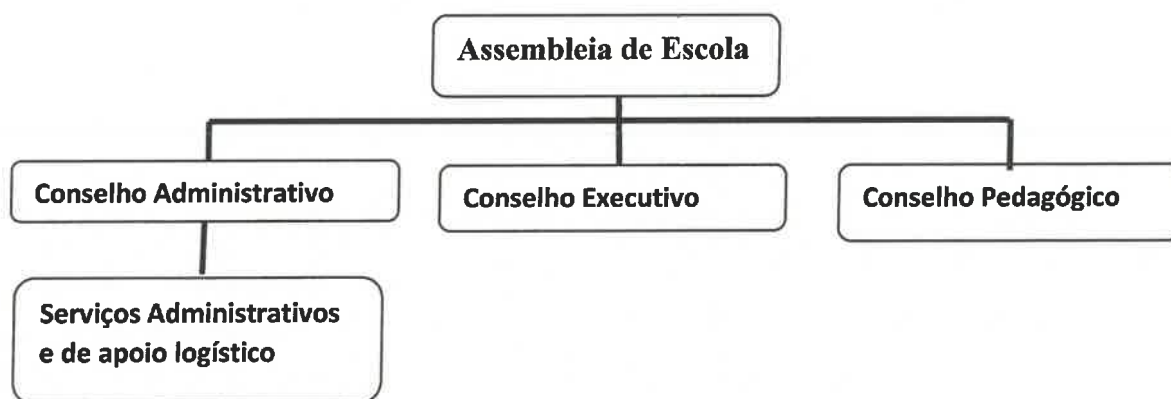 Assembleia de Escola
Conselho Administrativo
Conselho Executivo
Conselho Pedagógico
Serviços Administrativos
e de apoio logístico